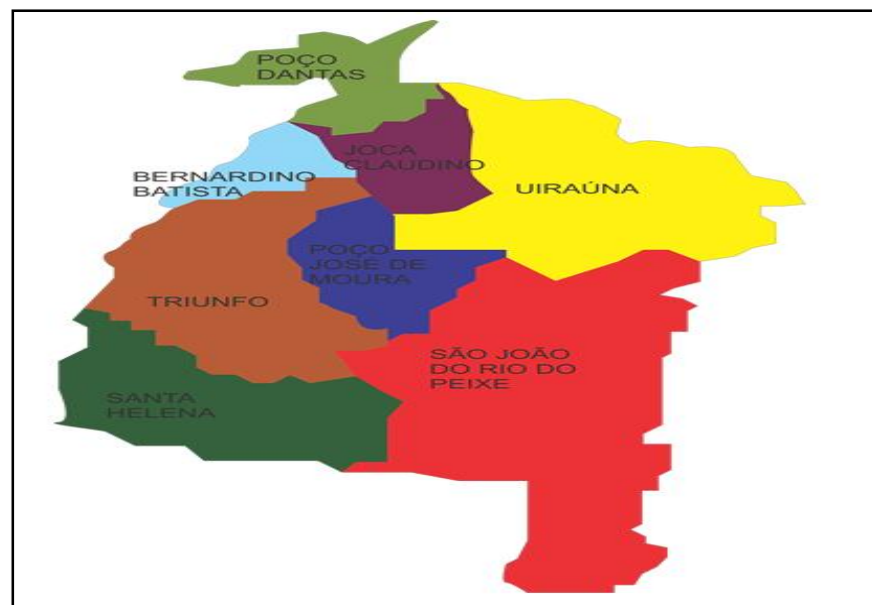 POÇO
DANTAS
JOCA
CLAUDINO
BERNARDINO
BATISTA
UIRAÚNA
POÇO
JOSÉ DE
MOURA
TRIUNFO
SÃO JOÃO
DO RIO DO
PEIXE
SANTA
HELENA